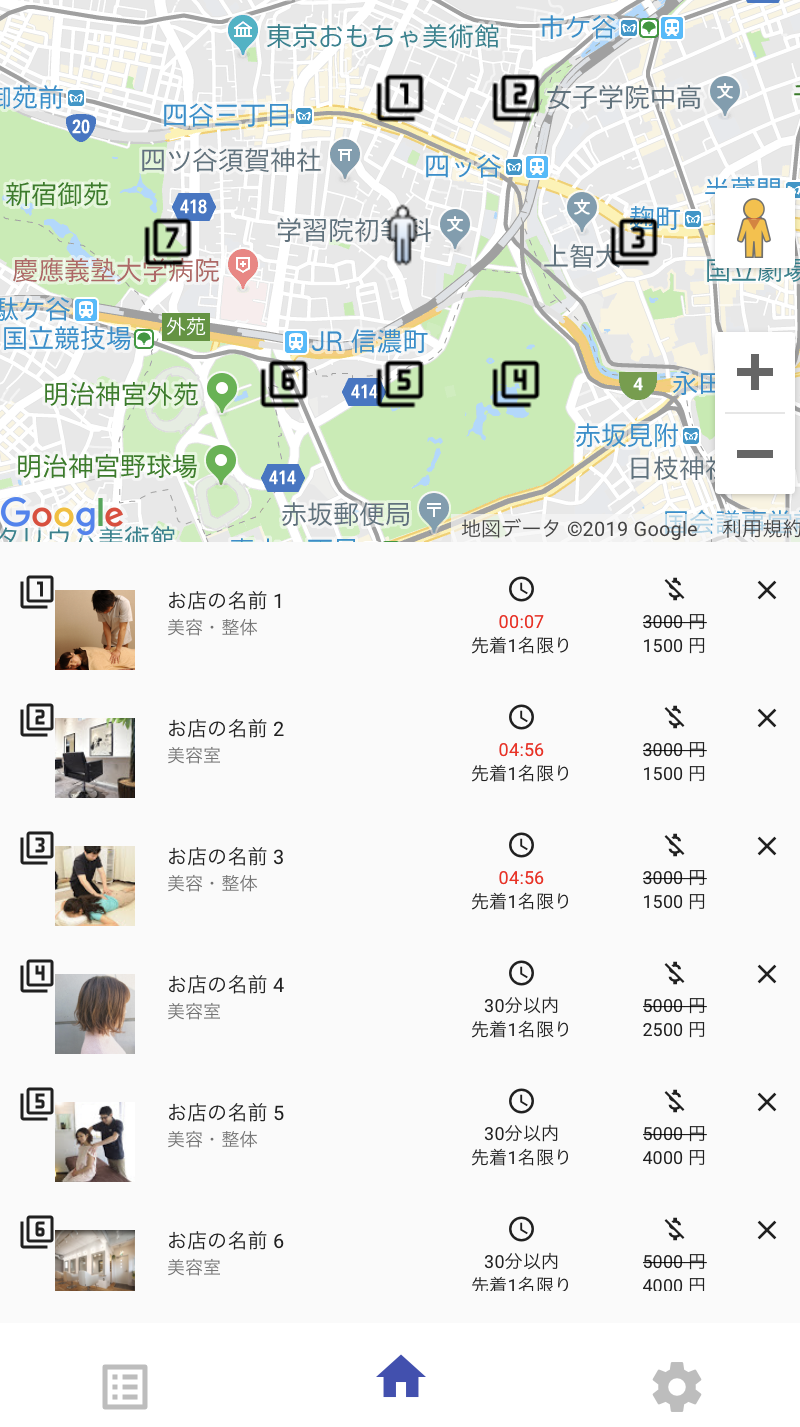 東京おもちゃ美術館
市ケ谷
1
2
女子学院中高
文
御苑前
20
四谷三丁目
四ツ谷須賀神社
四ッ谷
新宿御苑
418
7
学習院初等科
文
文
麹町
3
上智大
慶應義塾大学病院
国立劇場
駄ケ谷
国立競技場
外苑
JR 信濃町
明治神宮外苑
6
414
5
4
4
永田
赤坂見附
明治神宮野球場
414
日枝神社
Google
赤坂郵便局
地図データ ©2019 Google
利用規約
1
お店の名前 1
美容・整体
00:07
先着1名限り
3000 円
1500 円
2
お店の名前 2
美容室
04:56
先着1名限り
3000 円
1500 円
3
お店の名前 3
美容・整体
04:56
先着1名限り
3000 円
1500 円
4
お店の名前 4
美容室
30分以内
先着1名限り
5000 円
2500 円
5
お店の名前 5
美容・整体
30分以内
先着1名限り
5000 円
4000 円
6
お店の名前 6
美容室
30分以内
先着1名限り
5000 円
4000 円